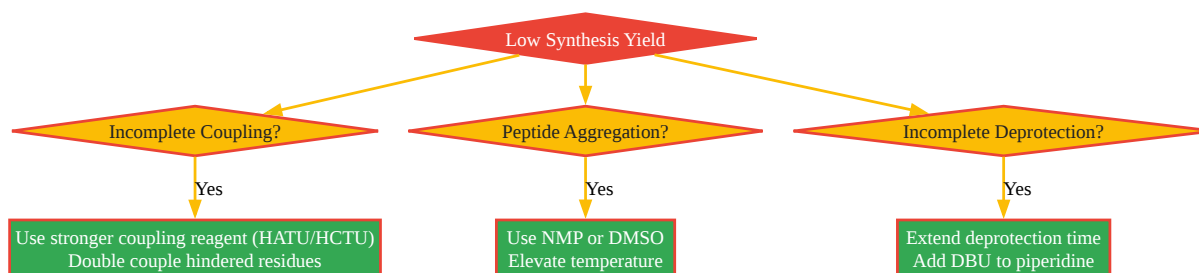 Low Synthesis Yield
Incomplete Coupling?
Peptide Aggregation?
Incomplete Deprotection?
Yes
Yes
Yes
Use stronger coupling reagent (HATU/HCTU)
Double couple hindered residues
Use NMP or DMSO
Elevate temperature
Extend deprotection time
Add DBU to piperidine